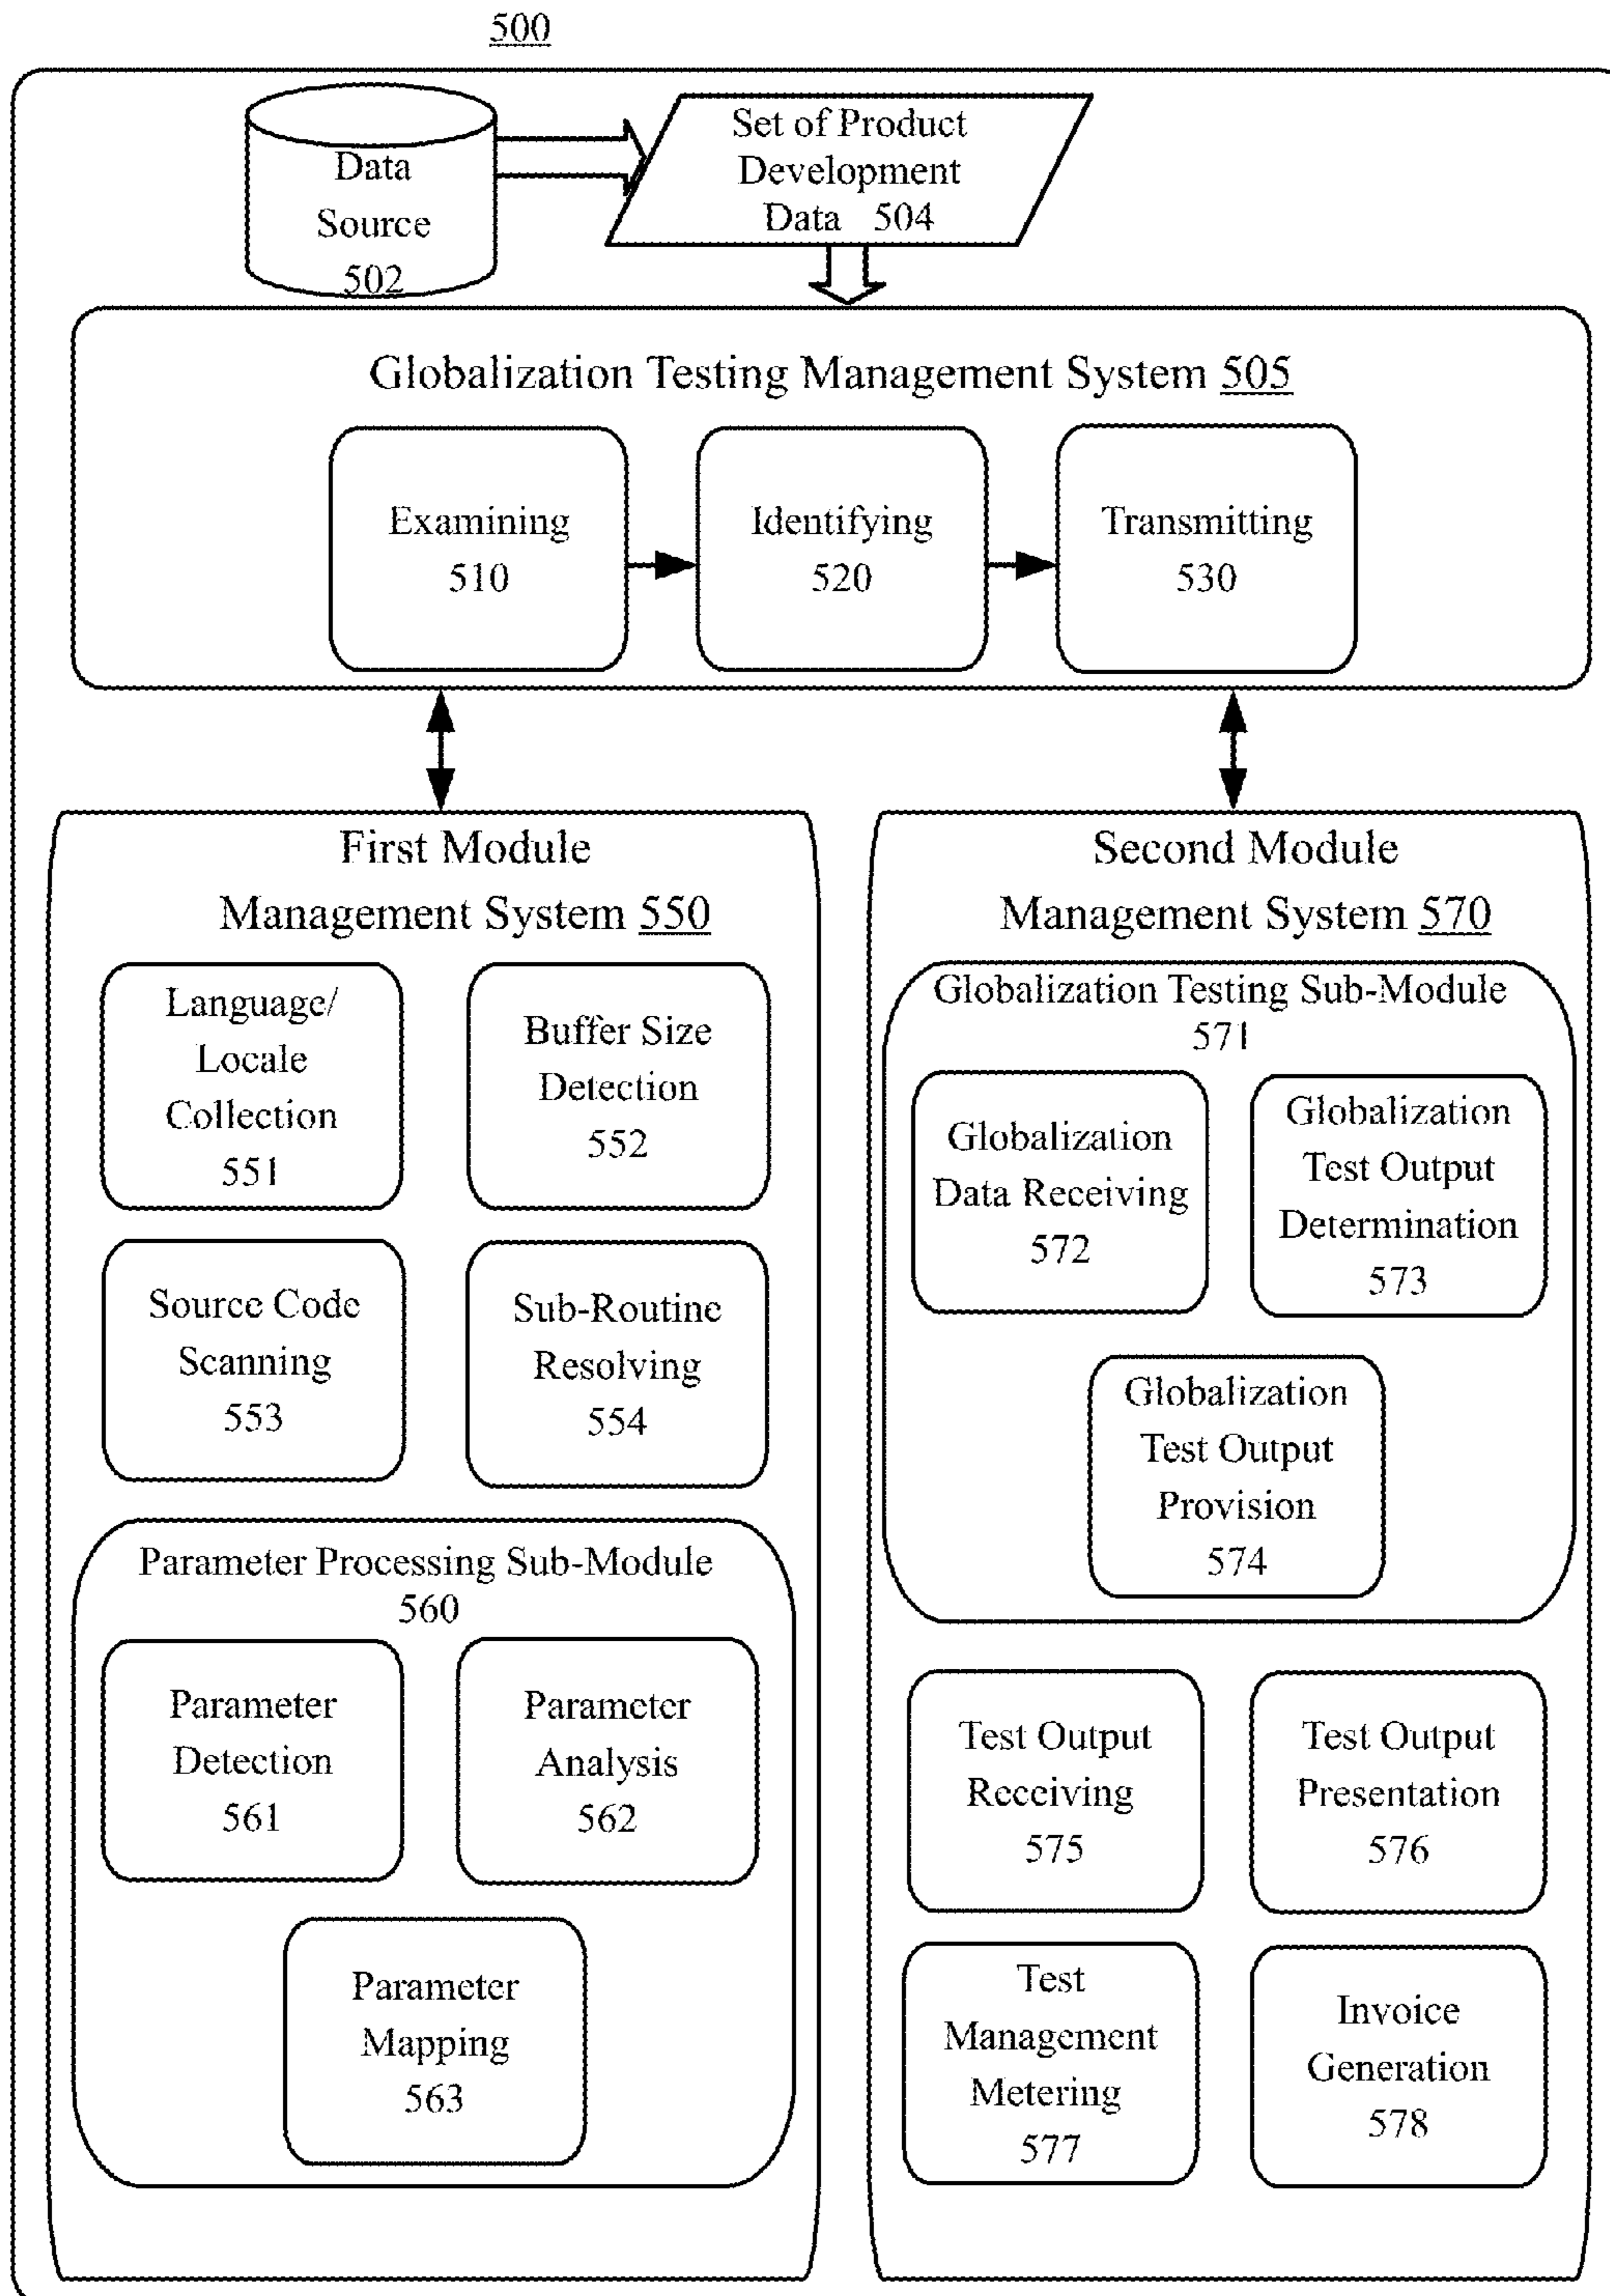 500
Data
Source
502
Set of Product
Development
Data 504
Globalization Testing Management System 505
Examining
510
Identifying
520
Transmitting
530
First Module
Management System 550
Language/
Locale
Collection
551
Buffer Size
Detection
552
Source Code
Scanning
553
Sub-Routine
Resolving
554
Parameter Processing Sub-Module
560
Parameter
Detection
561
Parameter
Analysis
562
Parameter
Mapping
563
Second Module
Management System 570
Globalization Testing Sub-Module
571
Globalization
Data Receiving
572
Globalization
Test Output
Determination
573
Globalization
Test Output
Provision
574
Test Output
Receiving
575
Test Output
Presentation
576
Test
Management
Metering
577
Invoice
Generation
578